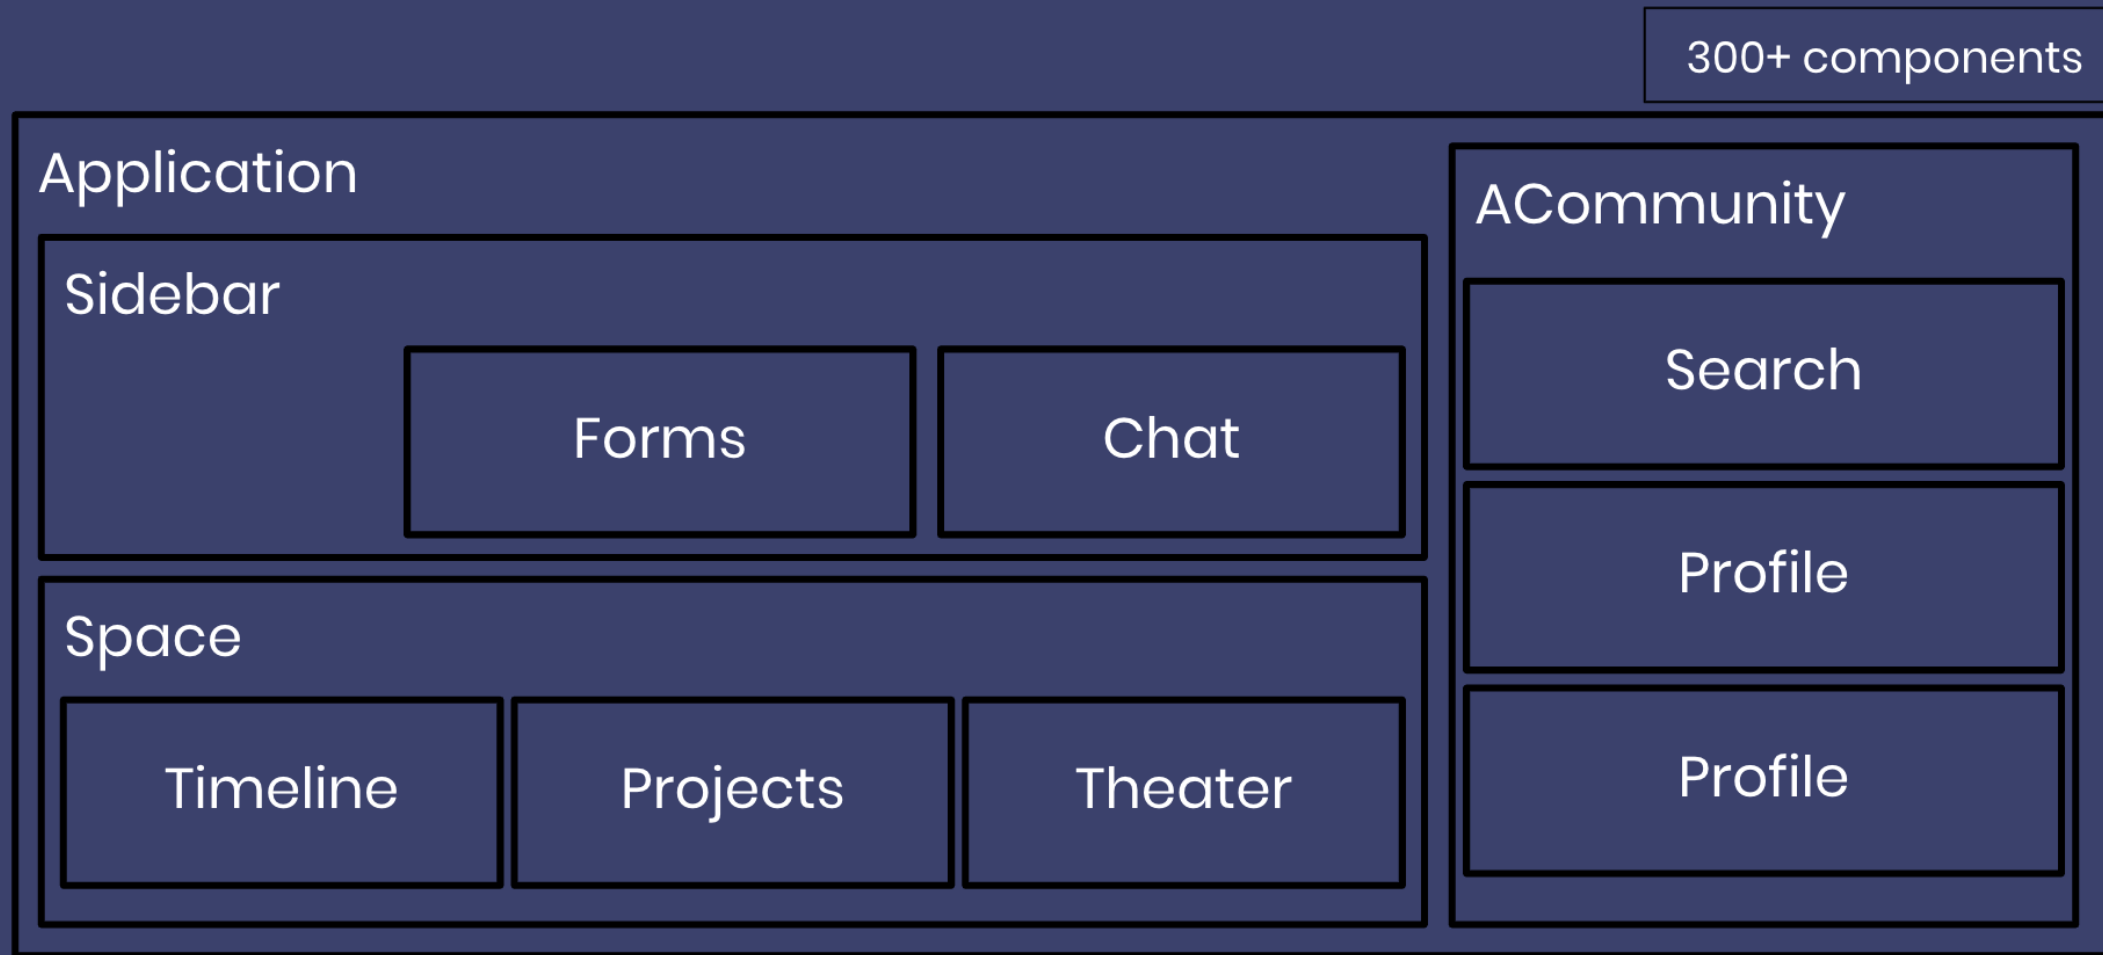 300+ components
Application
Sidebar
Forms
Chat
Space
Timeline
Projects
Theater
ACommunity
Search
Profile
Profile